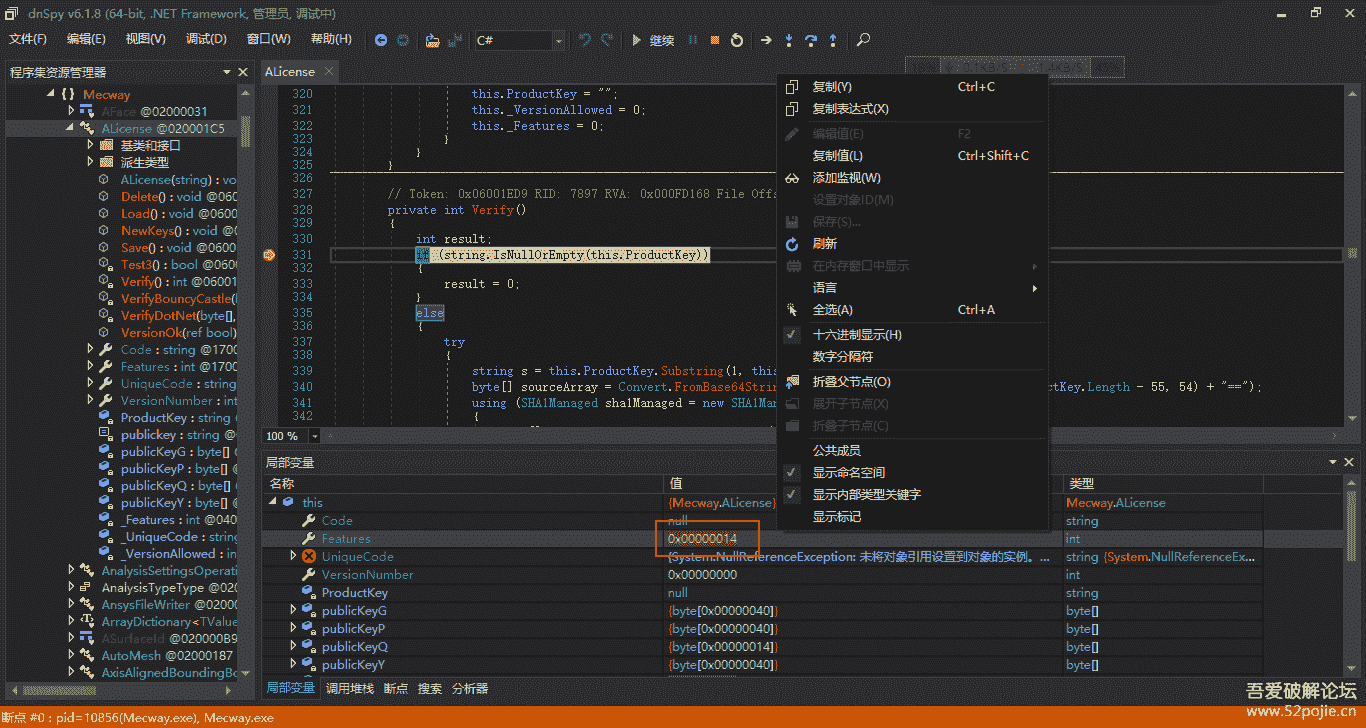 dnSpy v6.1.8 (64-bit, .NET Framework, 管理员, 调试中)
文件(F) 编辑(E) 视图(V) 调试(D) 窗口(W) 帮助(H) C# 继续
程序集资源管理器
Mecway
AFace @02000031
ALicense @020001C5
基类和接口
派生类型
ALicense(string) : vo
Delete() : void @060
Load() : void @0600
NewKeys() : void @0
Save() : void @0600
Test3() : bool @0600
Verify() : int @06001
VerifyBouncyCastle(
VerifyDotNet(byte[],
VersionOk(ref bool)
Code : string @1700
Features : int @1700
UniqueCode : string
VersionNumber : int
ProductKey : string
publickey : string @
publicKeyG : byte[]
publicKeyP : byte[]
publicKeyQ : byte[]
publicKeyY : byte[]
_Features : int @040
_UniqueCode : string
_VersionAllowed : in
AnalysisSettingsOperati
AnalysisTypeType @020
AnsysFileWriter @0200
ArrayDictionary<TValue
ASurfaceId @020000B9
AutoMesh @02000187
AxisAlignedBoundingBo
ALicense
320 this.ProductKey = "";
321 this._VersionAllowed = 0;
322 this._Features = 0;
323 }
324 }
325 }
326
327 // Token: 0x06001ED9 RID: 7897 RVA: 0x000FD168 File Offs
328 private int Verify()
329 {
330 int result;
331 if (string.IsNullOrEmpty(this.ProductKey))
332 {
333 result = 0;
334 }
335 else
336 {
337 try
338 {
339 string s = this.ProductKey.Substring(1, this
340 byte[] sourceArray = Convert.FromBase64Strin ctKey.Length - 55, 54) + "==");
341 using (SHA1Managed sha1Managed = new SHA1Man
342 {
100 %
复制(Y) Ctrl+C
复制表达式(X)
编辑值(E) F2
复制值(L) Ctrl+Shift+C
添加监视(W)
设置对象ID(M)
保存(S)...
刷新
在内存窗口中显示
语言
全选(A) Ctrl+A
十六进制显示(H)
数字分隔符
折叠父节点(O)
展开子节点(X)
折叠子节点(C)
公共成员
显示命名空间
显示内部类型关键字
显示标记
局部变量
名称 值 类型
this {Mecway.ALicense} Mecway.ALicense
Code null string
Features 0x00000014 int
UniqueCode {System.NullReferenceException: 未将对象引用设置到对象的实例。 ... string {System.NullReferenceEx...
VersionNumber 0x00000000 int
ProductKey null string
publicKeyG {byte[0x00000040]} byte[]
publicKeyP {byte[0x00000040]} byte[]
publicKeyQ {byte[0x00000014]} byte[]
publicKeyY {byte[0x00000040]} byte[]
局部变量 调用堆栈 断点 搜索 分析器
断点 #0 : pid=10856(Mecway.exe), Mecway.exe
吾爱破解论坛
www.52pojie.cn